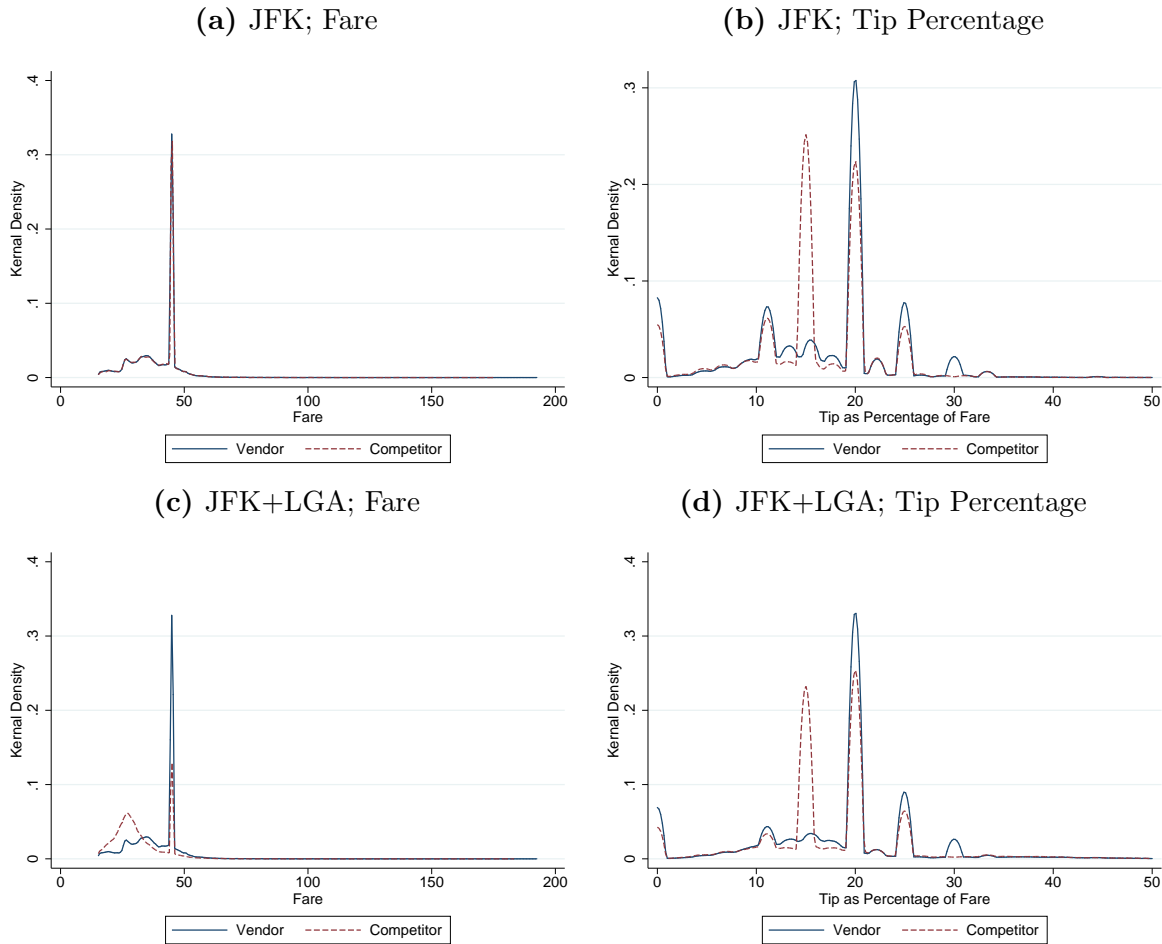 (a) JFK; Fare
Kernal Density
.4
.3
.2
.1
0
0 50 100 150 200
Fare
Vendor Competitor
(b) JFK; Tip Percentage
Kernal Density
.3
.2
.1
0
0 10 20 30 40 50
Tip as Percentage of Fare
Vendor Competitor
(c) JFK+LGA; Fare
Kernal Density
.4
.3
.2
.1
0
0 50 100 150 200
Fare
Vendor Competitor
(d) JFK+LGA; Tip Percentage
Kernal Density
.4
.3
.2
.1
0
0 10 20 30 40 50
Tip as Percentage of Fare
Vendor Competitor